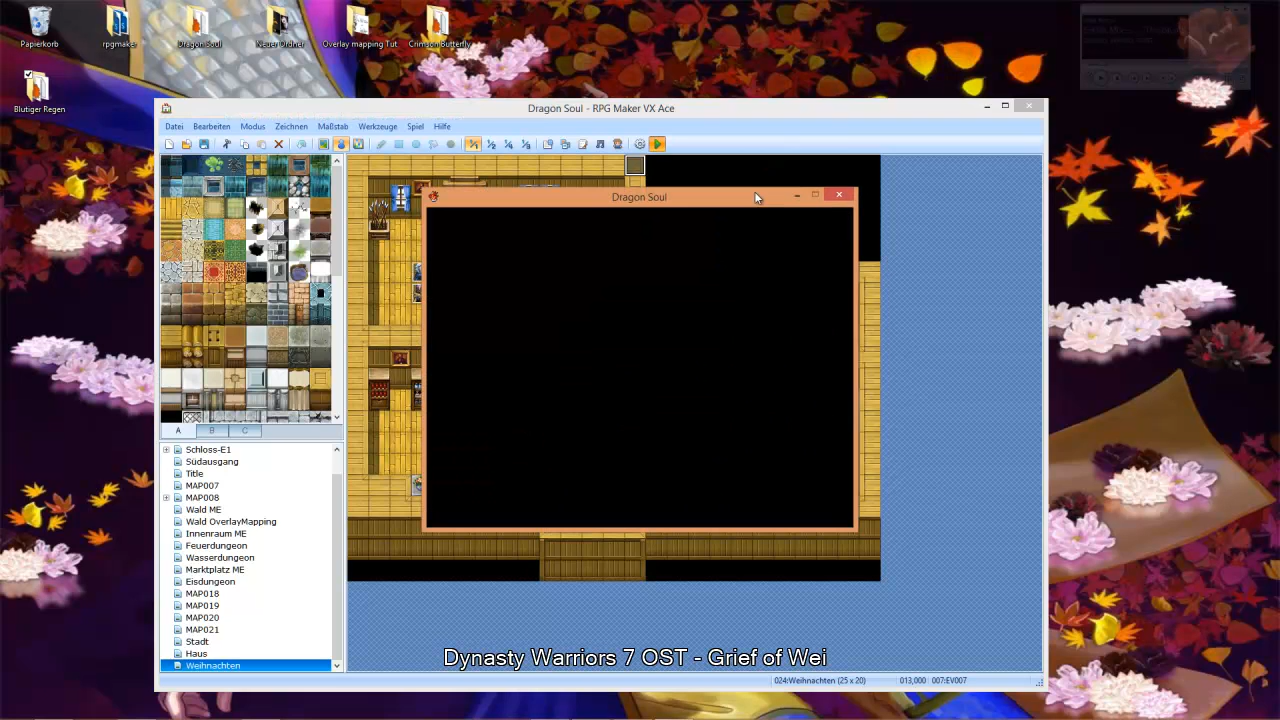 Papierkorb
rpgmaker
Dragon Soul
Neuer Ordner
Overlay mapping Tut
Crimson Butterfly
Blutiger Regen
Dragon Soul - RPG Maker VX Ace
Datei Bearbeiten Modus Zeichnen Maßstab Werkzeuge Spiel Hilfe
Dragon Soul
A B C
Schloss-E1
Südausgang
Title
MAP007
MAP008
Wald ME
Wald OverlayMapping
Innenraum ME
Feuerdungeon
Wasserdungeon
Marktplatz ME
Eisdungeon
MAP018
MAP019
MAP020
MAP021
Stadt
Haus
Weihnachten
Dynasty Warriors 7 OST - Grief of Wei
024:Weihnachten (25 x 20) 013,000 007:EV007